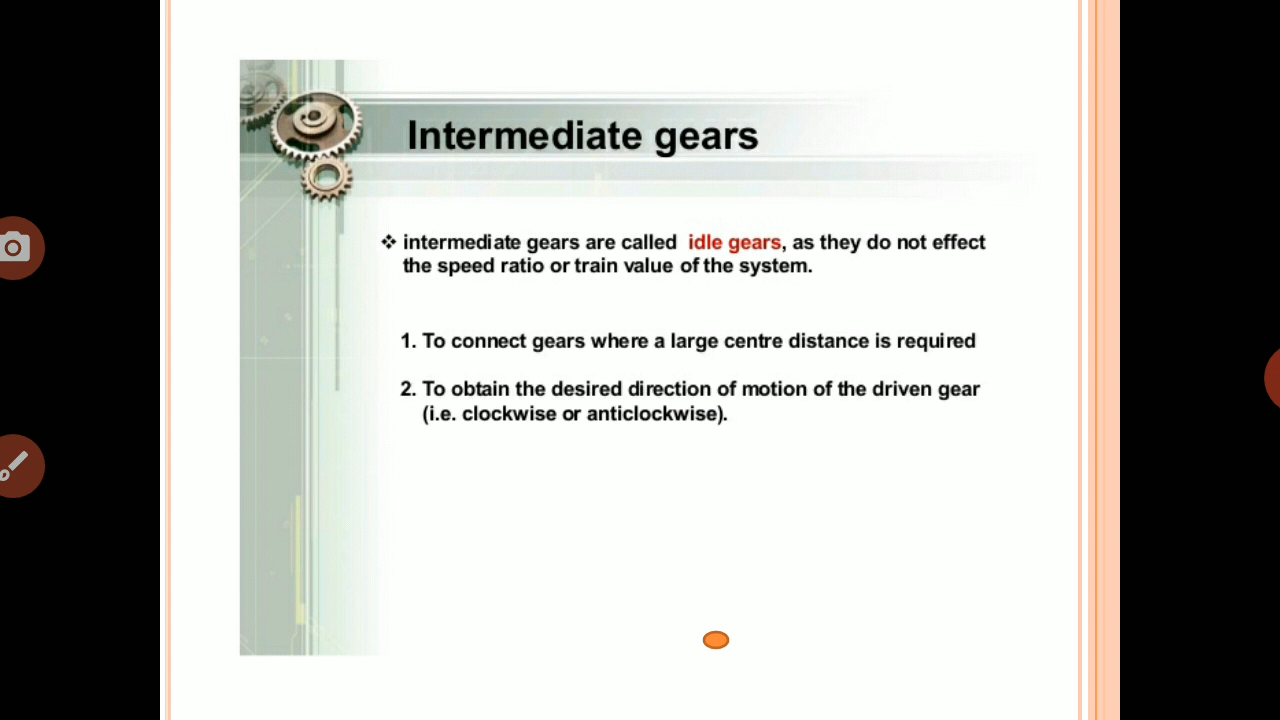 Intermediate gears
❖ intermediate gears are called idle gears, as they do not effect
the speed ratio or train value of the system.
1. To connect gears where a large centre distance is required
2. To obtain the desired direction of motion of the driven gear
(i.e. clockwise or anticlockwise).